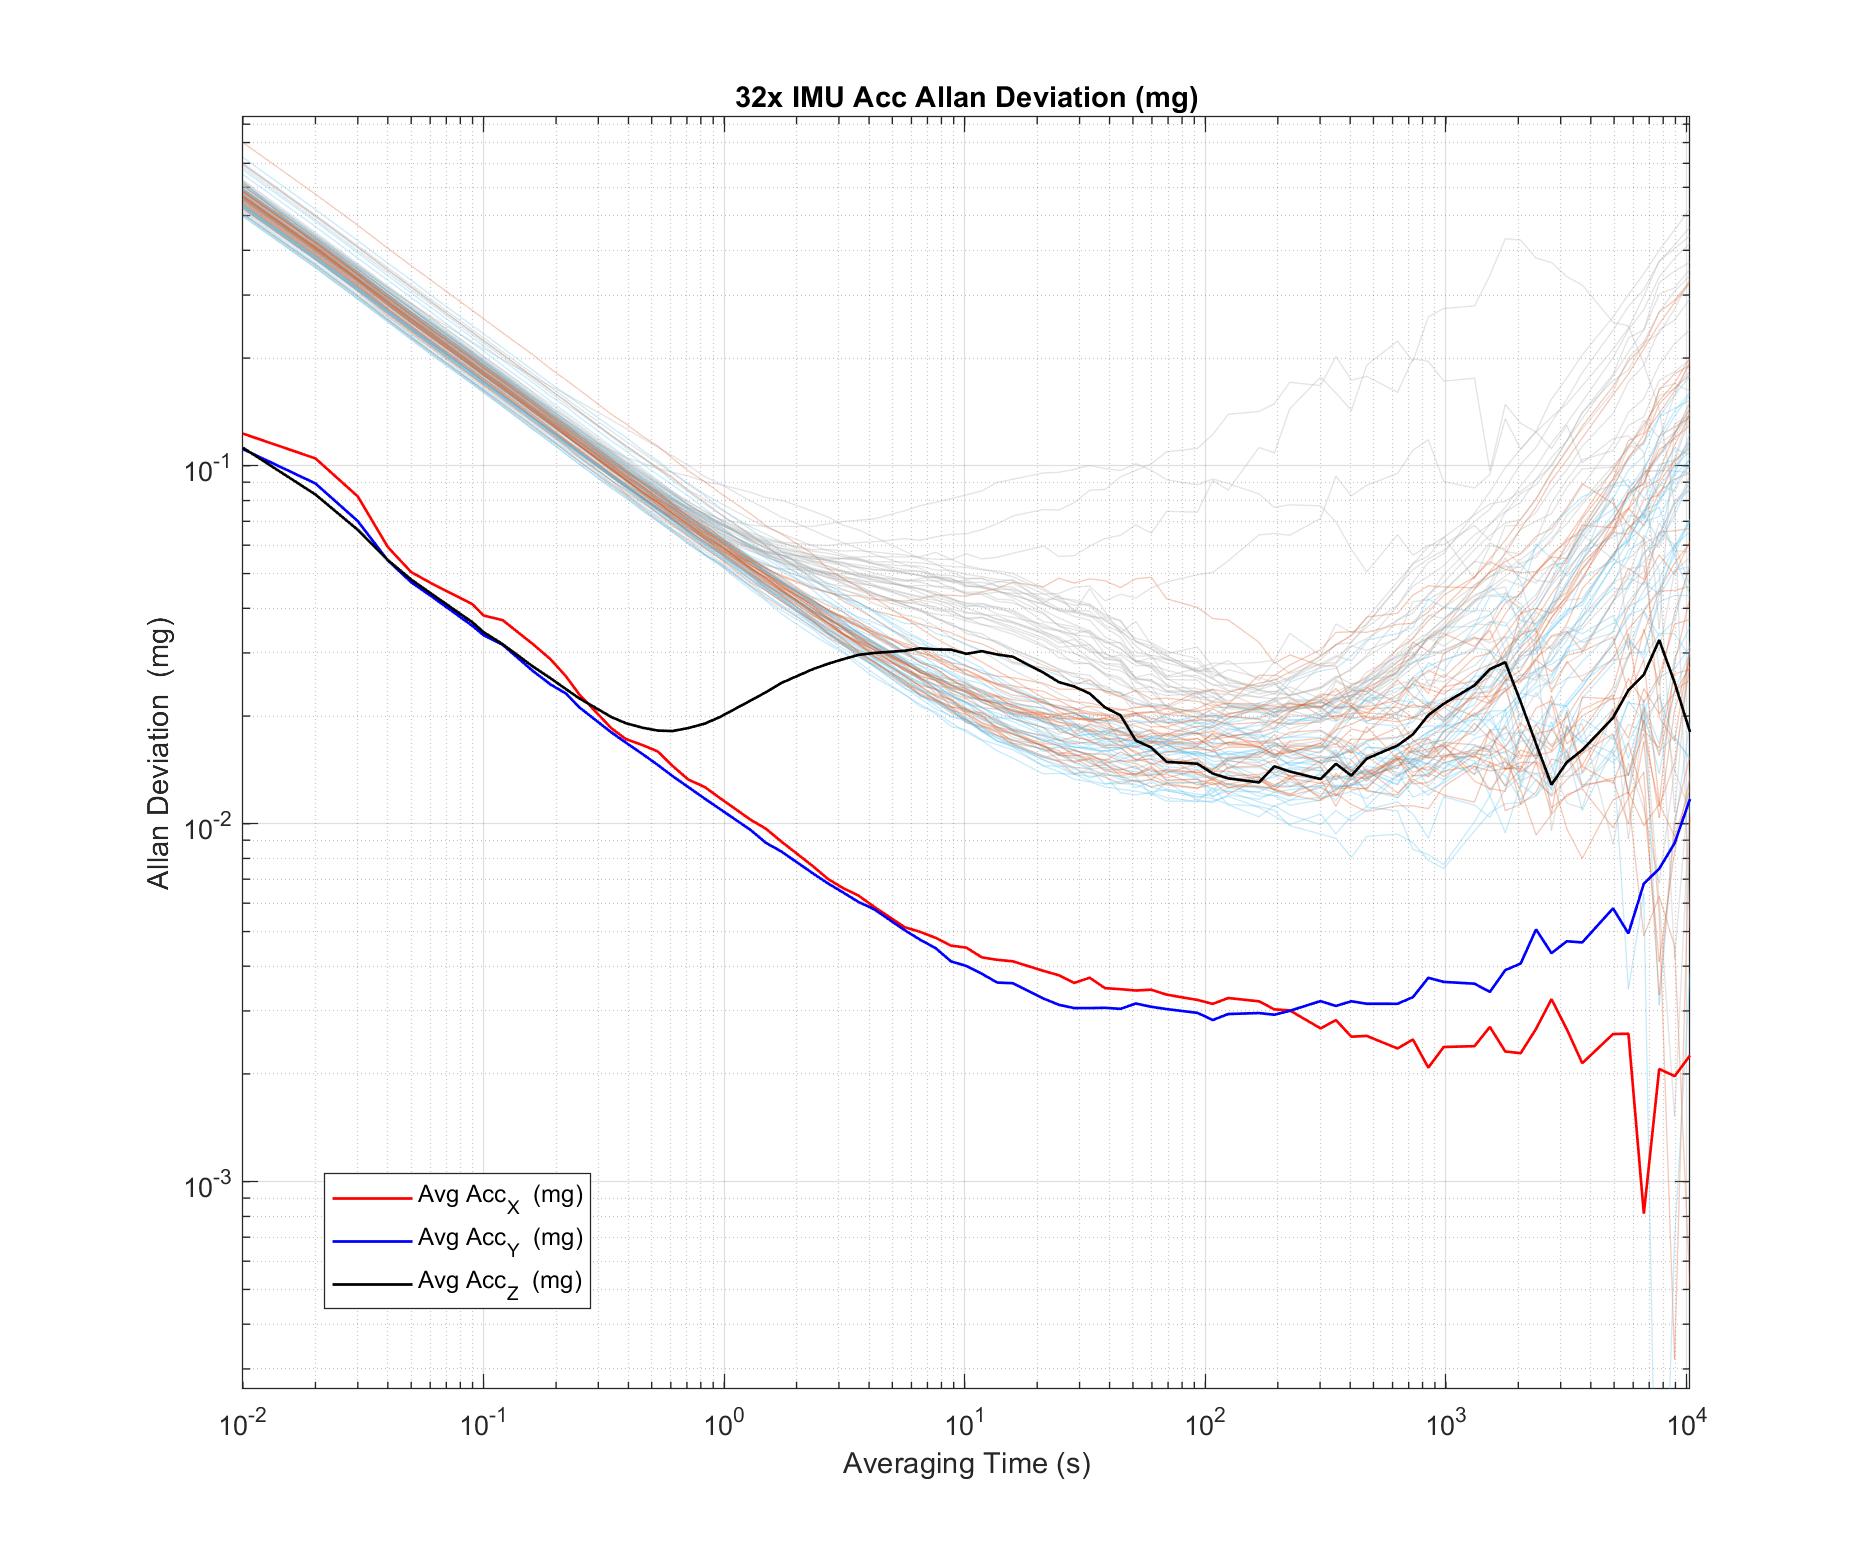 32x IMU Acc Allan Deviation (mg)
Allan Deviation (mg)
10^-1
10^-2
10^-3
Avg Acc_X (mg)
Avg Acc_Y (mg)
Avg Acc_Z (mg)
10^-2 10^-1 10^0 10^1 10^2 10^3 10^4
Averaging Time (s)